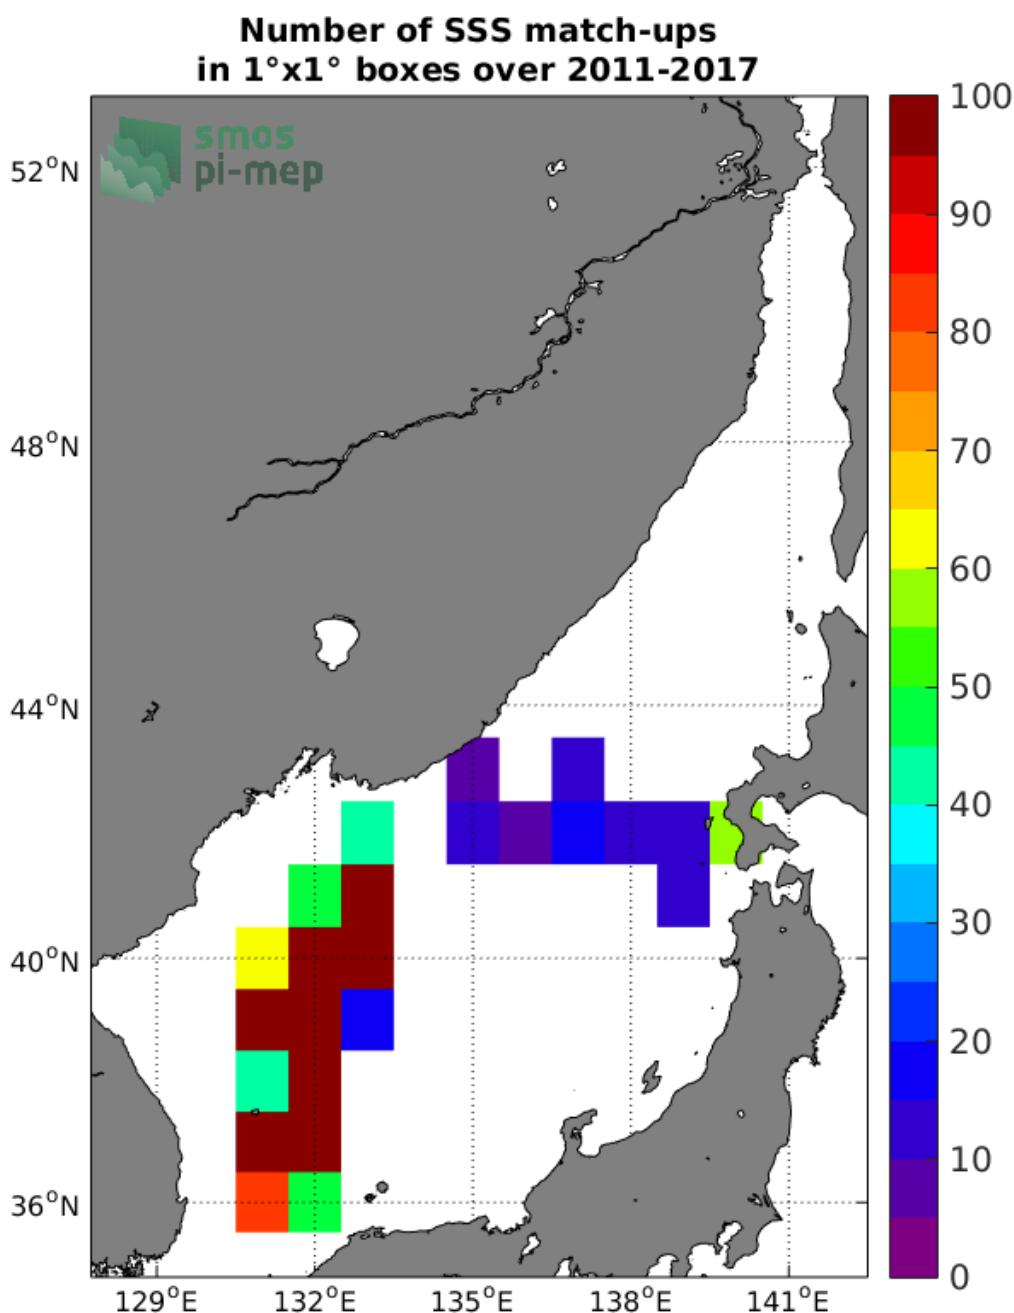 Number of SSS match-ups
in 1°x1° boxes over 2011-2017
smos
pi-mep
52°N
48°N
44°N
40°N
36°N
129°E
132°E
135°E
138°E
141°E
100
90
80
70
60
50
40
30
20
10
0